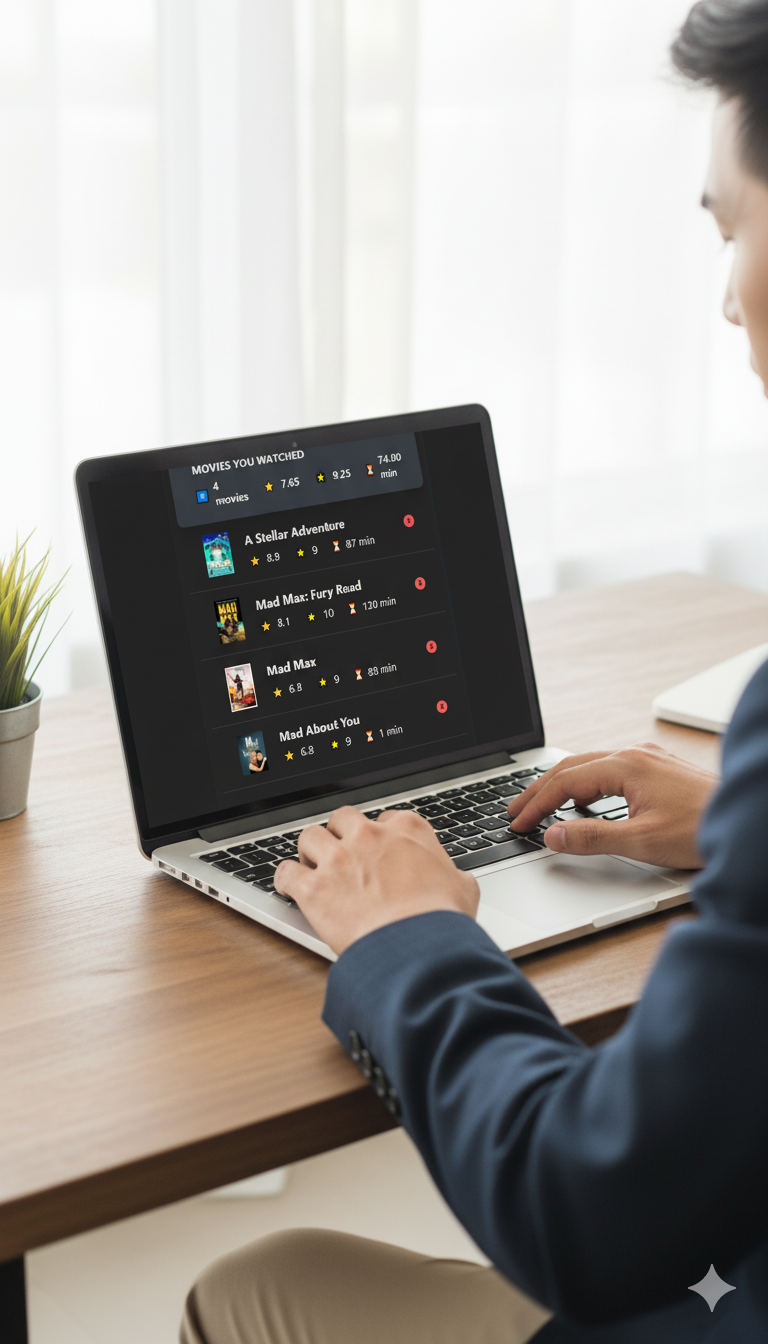 MOVIES YOU WATCHED
4 movies 7.65 9.25 74.00 min
A Stellar Adventure
8.8 9 87 min
Mad Max: Fury Road
8.1 10 120 min
Mad Max
6.8 9 88 min
Mad About You
6.8 9 1 min